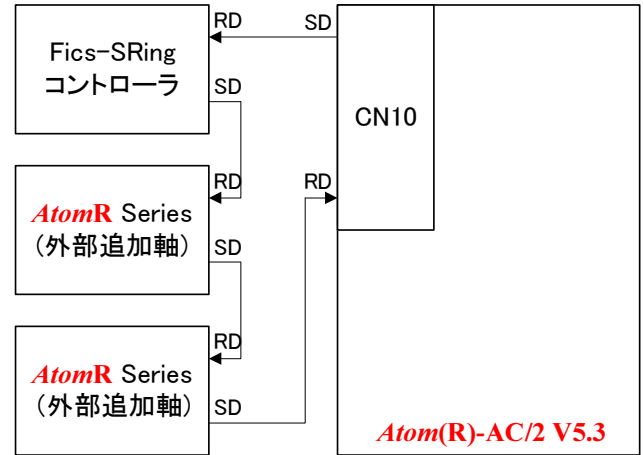 RD
SD
Fics-SRing
コントローラ
SD
CN10
RD
RD
AtomR Series
(外部追加軸)
SD
RD
AtomR Series
(外部追加軸)
SD
Atom(R)-AC/2 V5.3